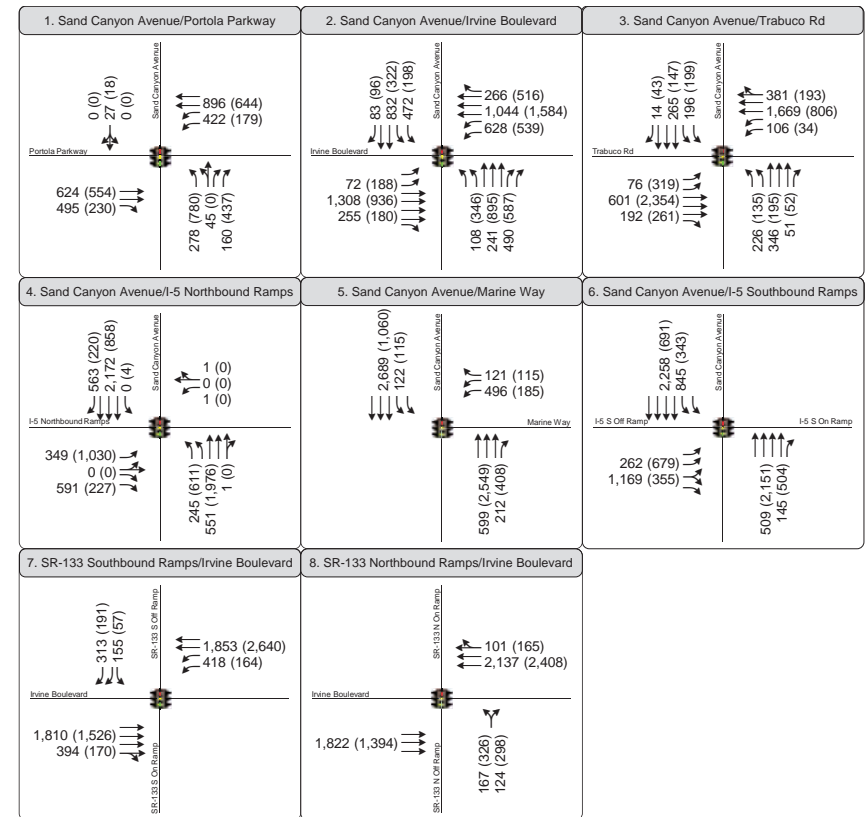 1. Sand Canyon Avenue/Portola Parkway
0 (0)
27 (18)
0 (0)
Sand Canyon Avenue
896 (644)
422 (179)
Portola Parkway
624 (554)
495 (230)
278 (780)
45 (0)
160 (437)
2. Sand Canyon Avenue/Irvine Boulevard
83 (96)
832 (322)
472 (198)
Sand Canyon Avenue
266 (516)
1,044 (1,584)
628 (539)
Irvine Boulevard
72 (188)
1,308 (936)
255 (180)
108 (346)
241 (895)
490 (587)
3. Sand Canyon Avenue/Trabuco Rd
14 (43)
265 (147)
196 (199)
Sand Canyon Avenue
381 (193)
1,669 (806)
106 (34)
Trabuco Rd
76 (319)
601 (2,354)
192 (261)
226 (135)
346 (195)
51 (52)
4. Sand Canyon Avenue/I-5 Northbound Ramps
563 (220)
2,172 (858)
0 (4)
Sand Canyon Avenue
1 (0)
0 (0)
1 (0)
I-5 Northbound Ramps
349 (1,030)
0 (0)
591 (227)
245 (611)
551 (1,976)
1 (0)
5. Sand Canyon Avenue/Marine Way
2,689 (1,060)
122 (115)
Sand Canyon Avenue
121 (115)
496 (185)
Marine Way
599 (2,549)
212 (408)
6. Sand Canyon Avenue/I-5 Southbound Ramps
2,258 (691)
845 (343)
Sand Canyon Avenue
I-5 S Off Ramp
I-5 S On Ramp
262 (679)
1,169 (355)
509 (2,151)
145 (504)
7. SR-133 Southbound Ramps/Irvine Boulevard
313 (191)
155 (57)
SR-133 S Off Ramp
1,853 (2,640)
418 (164)
Irvine Boulevard
1,810 (1,526)
394 (170)
SR-133 S On Ramp
8. SR-133 Northbound Ramps/Irvine Boulevard
SR-133 N On Ramp
101 (165)
2,137 (2,408)
Irvine Boulevard
1,822 (1,394)
SR-133 N Off Ramp
167 (326)
124 (298)